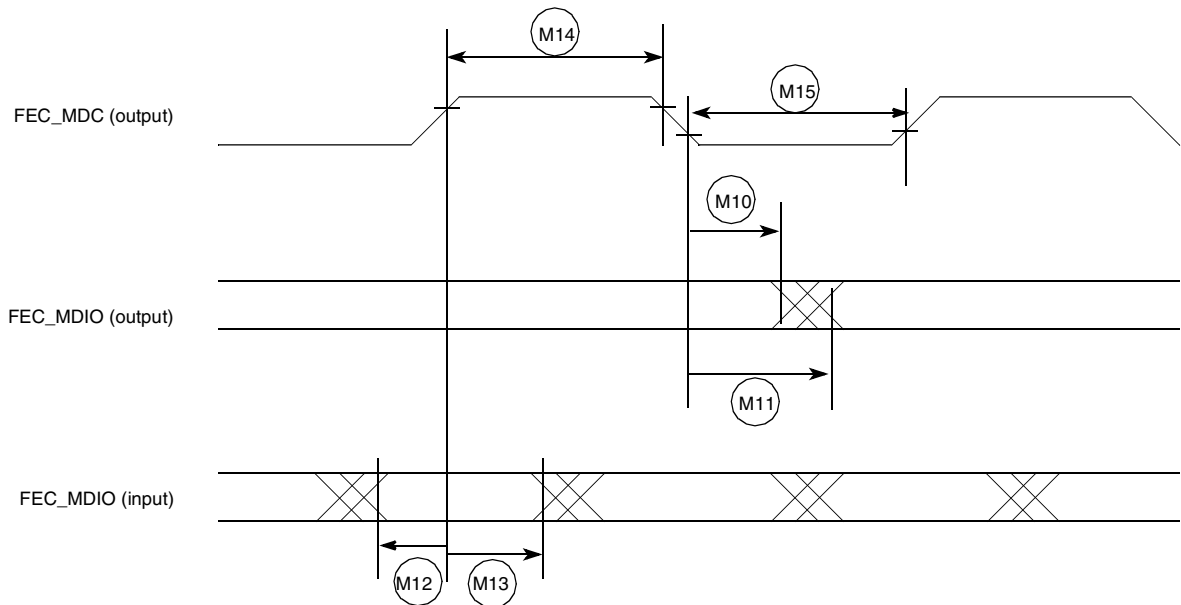 M14
M15
FEC_MDC (output)
M10
FEC_MDIO (output)
M11
FEC_MDIO (input)
M12
M13